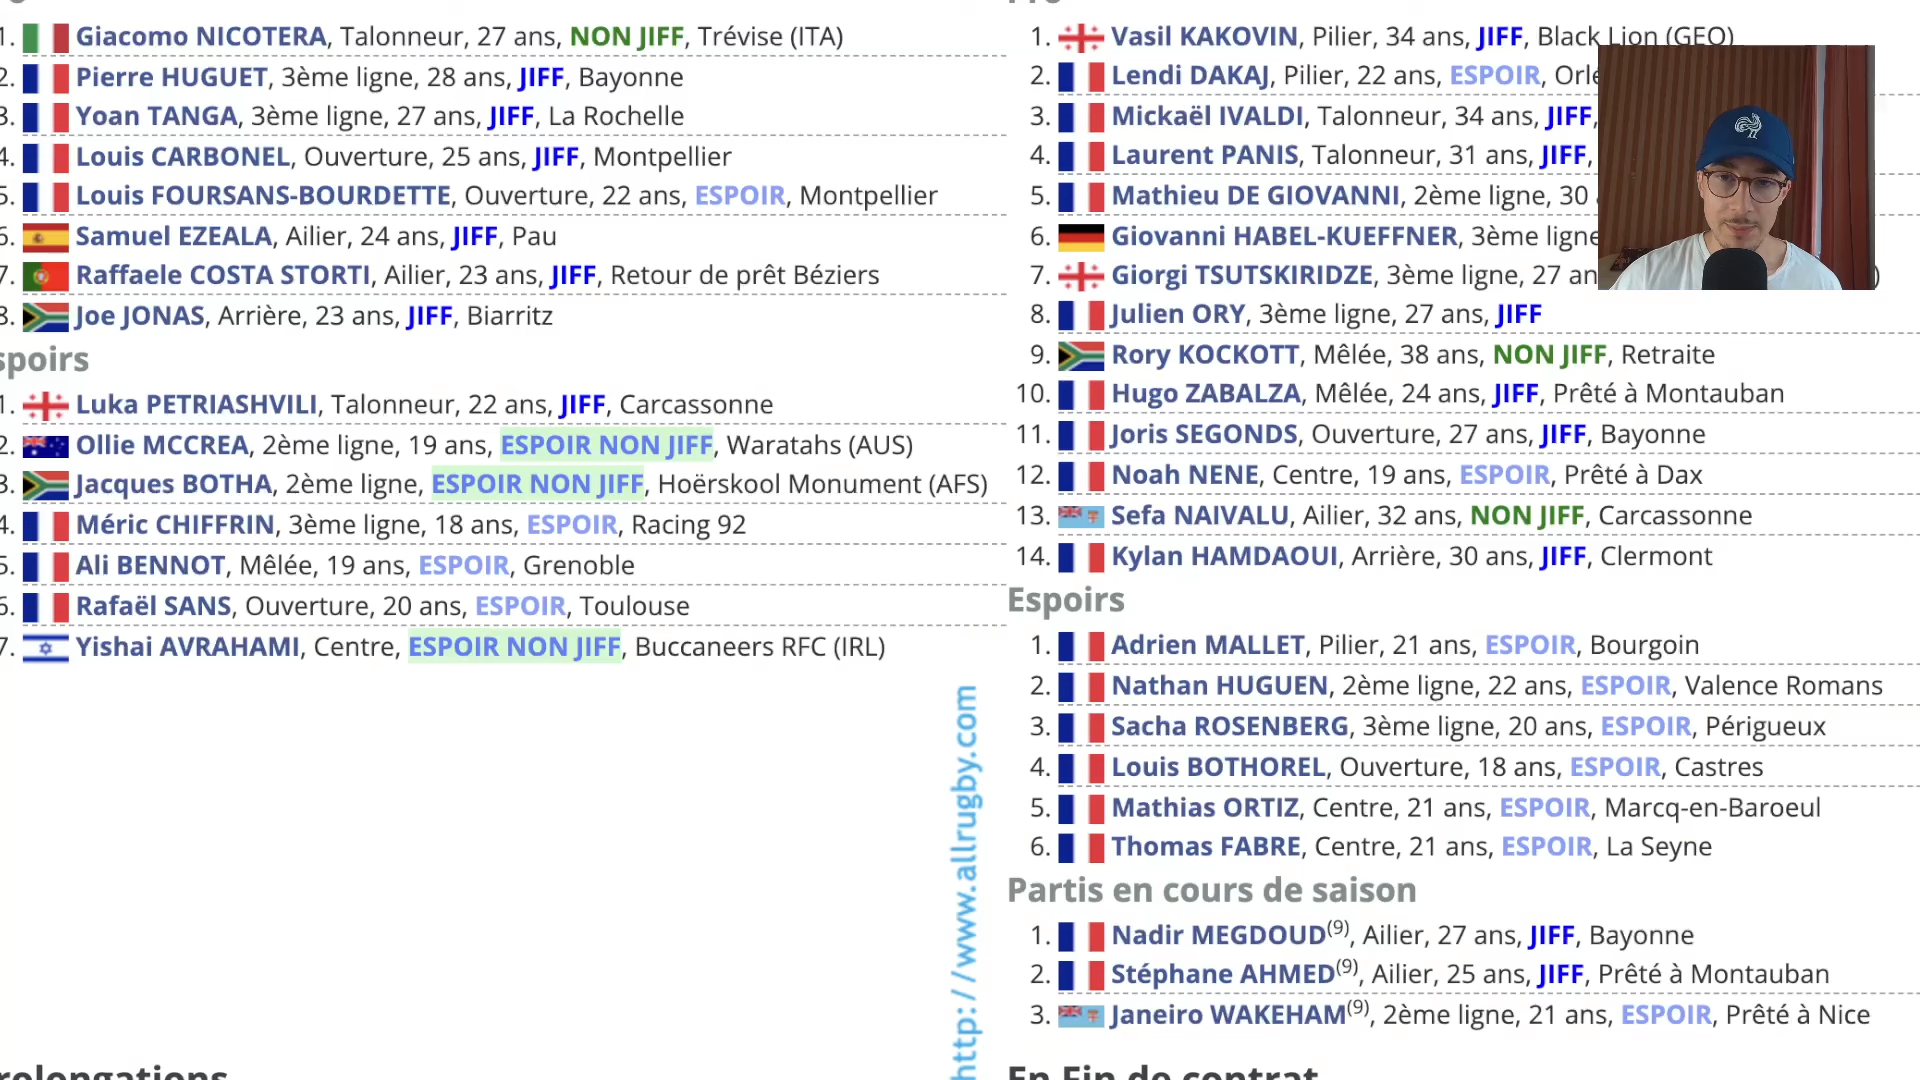 1. Giacomo NICOTERA, Talonneur, 27 ans, NON JIFF, Trévise (ITA)
2. Pierre HUGUET, 3ème ligne, 28 ans, JIFF, Bayonne
3. Yoan TANGA, 3ème ligne, 27 ans, JIFF, La Rochelle
4. Louis CARBONEL, Ouverture, 25 ans, JIFF, Montpellier
5. Louis FOURSANS-BOURDETTE, Ouverture, 22 ans, ESPOIR, Montpellier
6. Samuel EZEALA, Ailier, 24 ans, JIFF, Pau
7. Raffaele COSTA STORTI, Ailier, 23 ans, JIFF, Retour de prêt Béziers
8. Joe JONAS, Arrière, 23 ans, JIFF, Biarritz
spoirs
1. Luka PETRIASHVILI, Talonneur, 22 ans, JIFF, Carcassonne
2. Ollie MCCREA, 2ème ligne, 19 ans, ESPOIR NON JIFF, Waratahs (AUS)
3. Jacques BOTHA, 2ème ligne, ESPOIR NON JIFF, Hoërskool Monument (AFS)
4. Méric CHIFFRIN, 3ème ligne, 18 ans, ESPOIR, Racing 92
5. Ali BENNOT, Mêlée, 19 ans, ESPOIR, Grenoble
6. Rafaël SANS, Ouverture, 20 ans, ESPOIR, Toulouse
7. Yishai AVRAHAMI, Centre, ESPOIR NON JIFF, Buccaneers RFC (IRL)
rolongations
http://www.allrugby.com
1. Vasil KAKOVIN, Pilier, 34 ans, JIFF, Black Lion (GEO)
2. Lendi DAKAJ, Pilier, 22 ans, ESPOIR, Orl
3. Mickaël IVALDI, Talonneur, 34 ans, JIFF,
4. Laurent PANIS, Talonneur, 31 ans, JIFF,
5. Mathieu DE GIOVANNI, 2ème ligne, 30
6. Giovanni HABEL-KUEFFNER, 3ème ligne
7. Giorgi TSUTSKIRIDZE, 3ème ligne, 27 an )
8. Julien ORY, 3ème ligne, 27 ans, JIFF
9. Rory KOCKOTT, Mêlée, 38 ans, NON JIFF, Retraite
10. Hugo ZABALZA, Mêlée, 24 ans, JIFF, Prêté à Montauban
11. Joris SEGONDS, Ouverture, 27 ans, JIFF, Bayonne
12. Noah NENE, Centre, 19 ans, ESPOIR, Prêté à Dax
13. Sefa NAIVALU, Ailier, 32 ans, NON JIFF, Carcassonne
14. Kylan HAMDAOUI, Arrière, 30 ans, JIFF, Clermont
Espoirs
1. Adrien MALLET, Pilier, 21 ans, ESPOIR, Bourgoin
2. Nathan HUGUEN, 2ème ligne, 22 ans, ESPOIR, Valence Romans
3. Sacha ROSENBERG, 3ème ligne, 20 ans, ESPOIR, Périgueux
4. Louis BOTHOREL, Ouverture, 18 ans, ESPOIR, Castres
5. Mathias ORTIZ, Centre, 21 ans, ESPOIR, Marcq-en-Baroeul
6. Thomas FABRE, Centre, 21 ans, ESPOIR, La Seyne
Partis en cours de saison
1. Nadir MEGDOUD(9), Ailier, 27 ans, JIFF, Bayonne
2. Stéphane AHMED(9), Ailier, 25 ans, JIFF, Prêté à Montauban
3. Janeiro WAKEHAM(9), 2ème ligne, 21 ans, ESPOIR, Prêté à Nice
En Fin de contrat